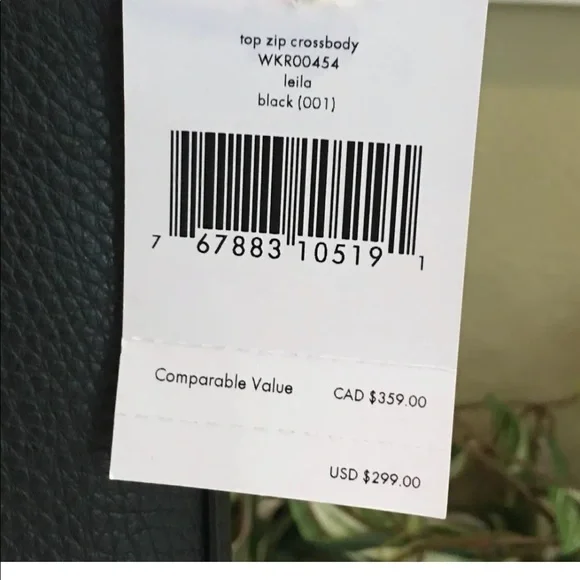 top zip crossbody
WKR00454
leila
black (001)
7 67883 10519 1
Comparable Value CAD $359.00
USD $299.00